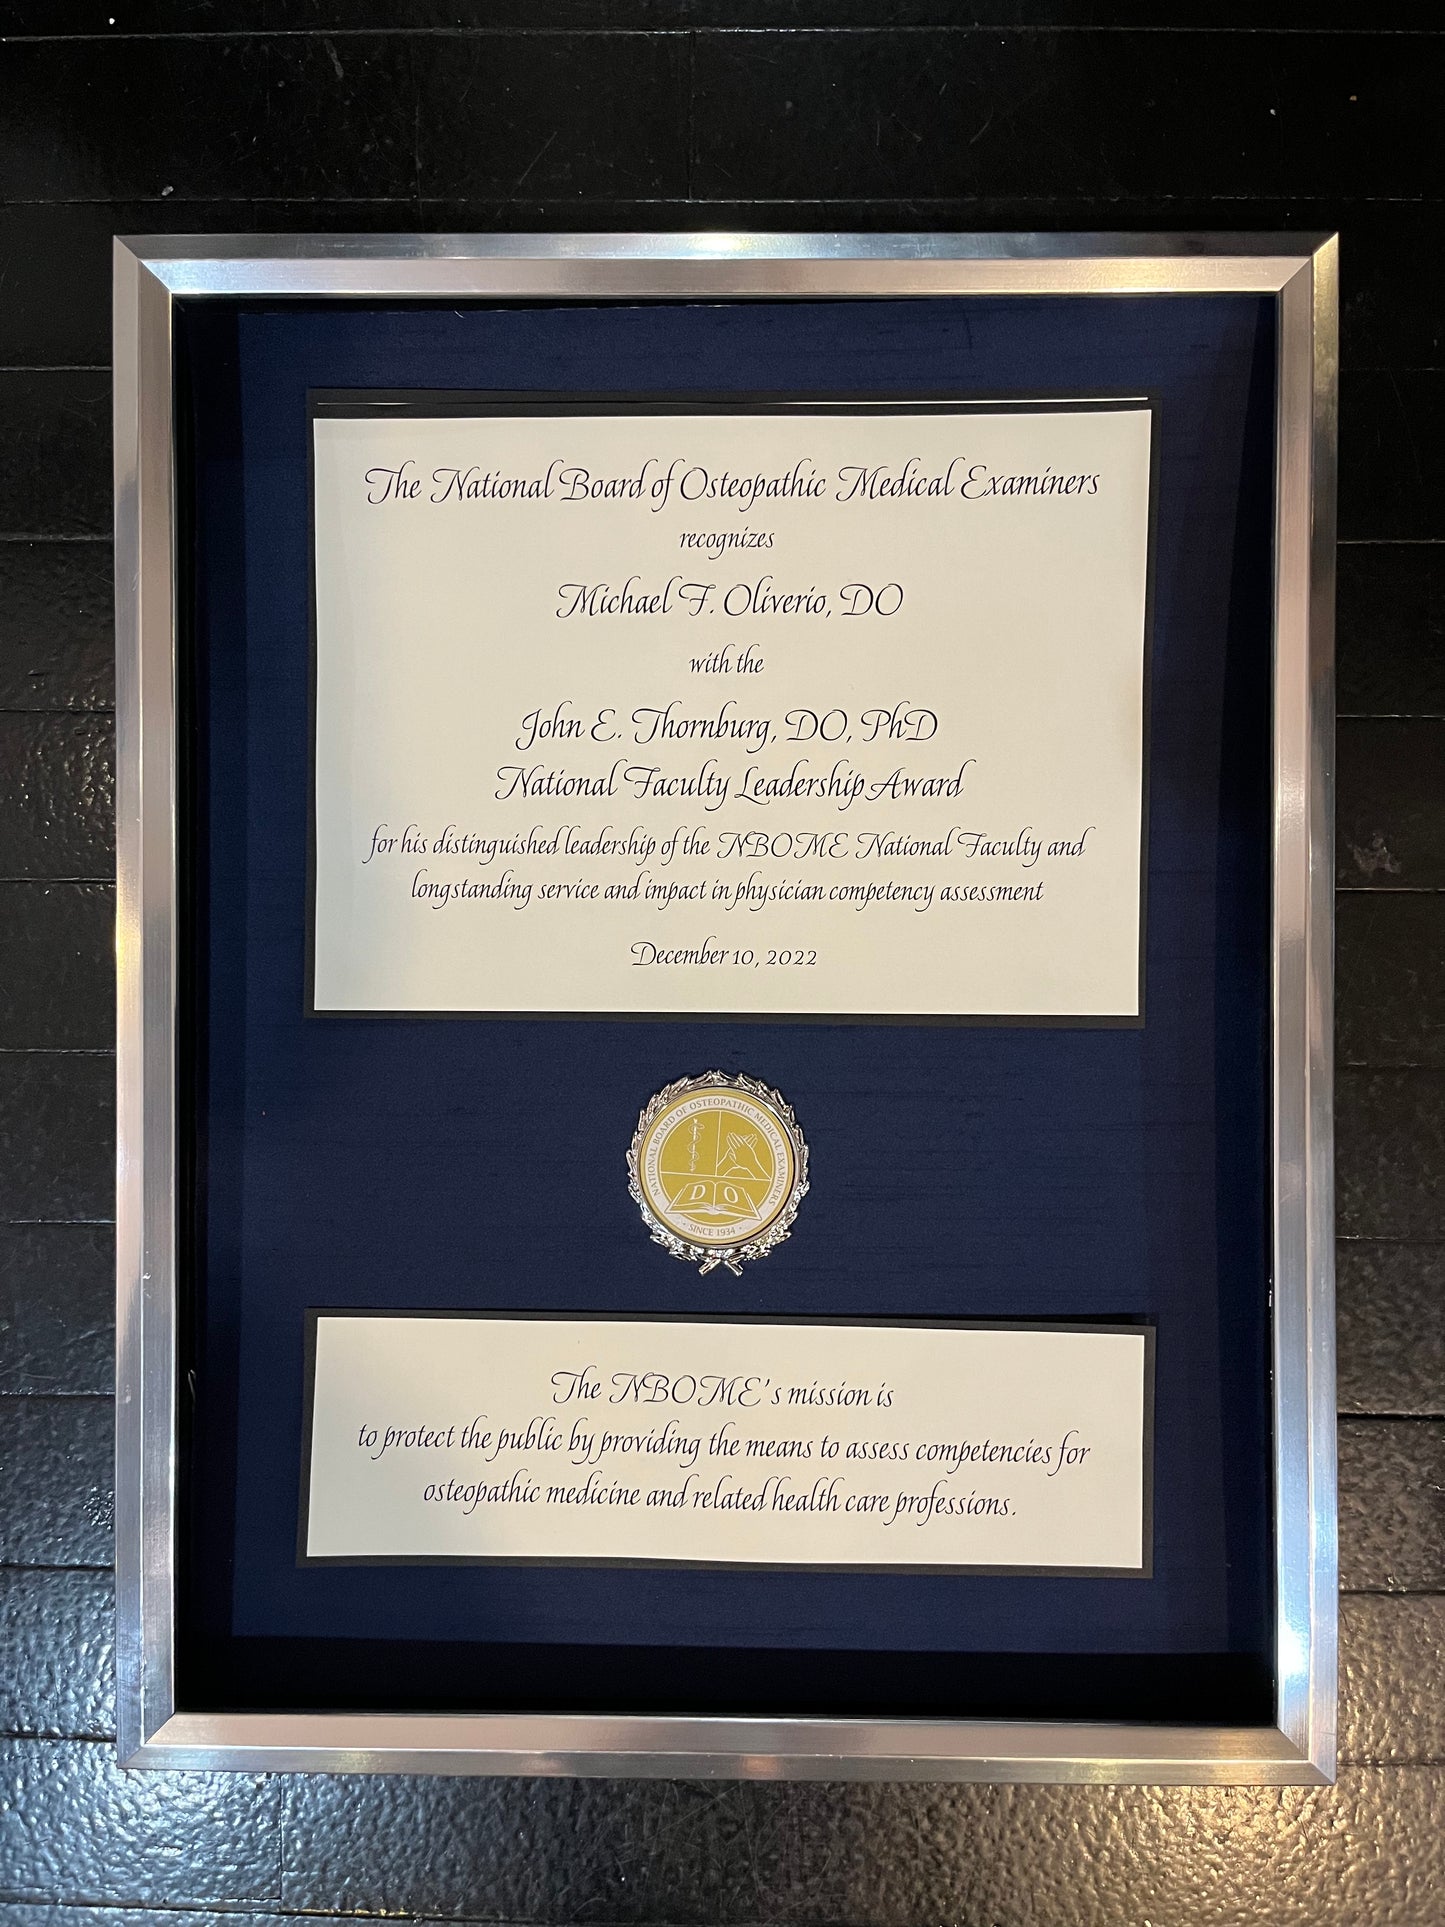 The National Board of Osteopathic Medical Examiners
recognizes
Michael F. Oliverio, DO
with the
John E. Thornburg, DO, PhD
National Faculty Leadership Award
for his distinguished leadership of the NBOME National Faculty and
longstanding service and impact in physician competency assessment
December 10, 2022
NATIONAL BOARD OF OSTEOPATHIC MEDICAL EXAMINERS
D O
· SINCE 1934 ·
The NBOME's mission is
to protect the public by providing the means to assess competencies for
osteopathic medicine and related health care professions.